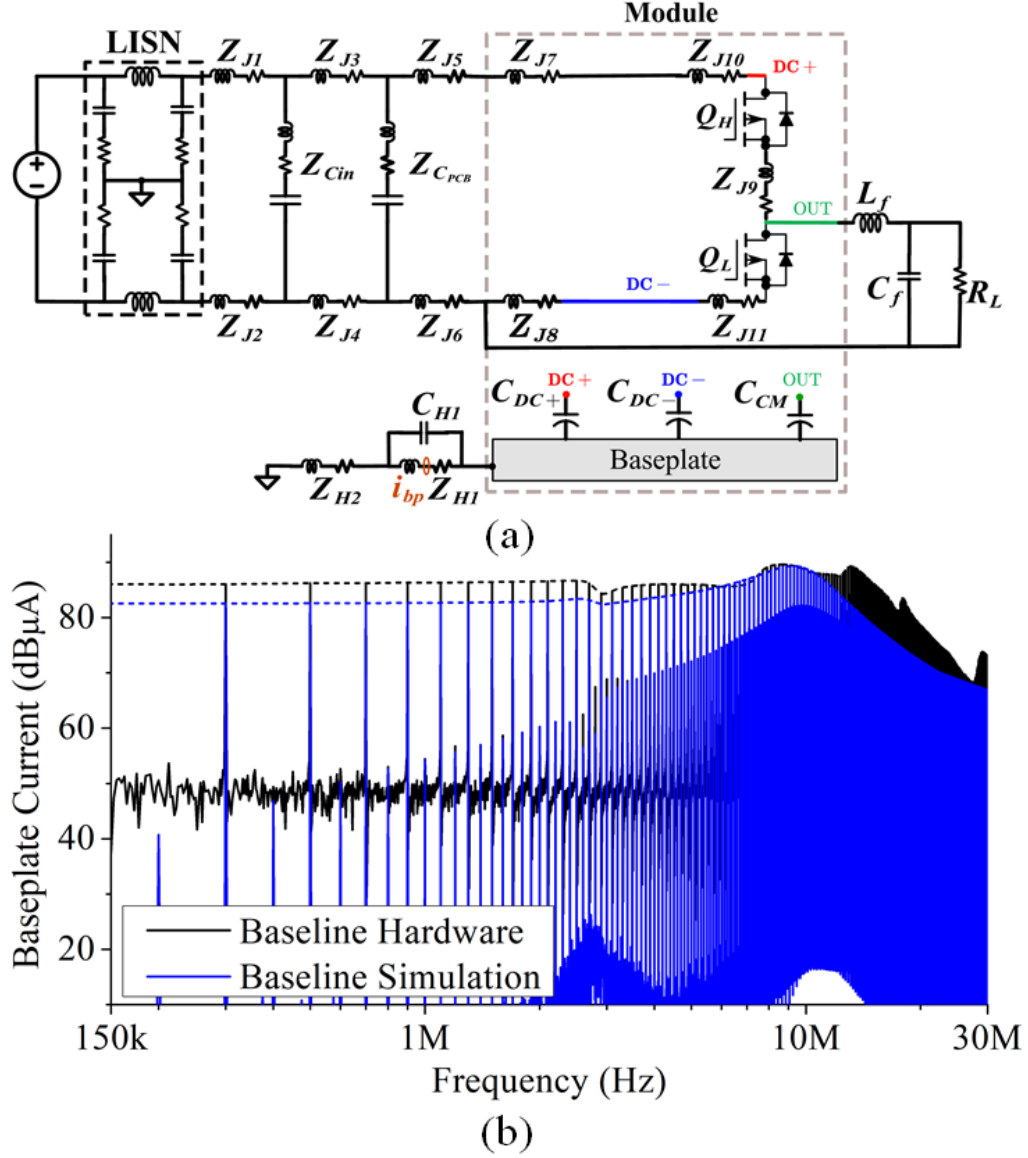 Module
LISN
Z_J1 Z_J3 Z_J5 Z_J7 Z_J10 DC+
Q_H
Z_Cin Z_C_PCB
Z_J9
OUT L_f
Q_L
DC−
C_f R_L
Z_J2 Z_J4 Z_J6 Z_J8 Z_J11
C_DC+ DC+ C_DC− DC− C_CM OUT
C_H1
Baseplate
Z_H2 i_bp Z_H1
(a)
Baseplate Current (dBµA)
80
60
40
20
Baseline Hardware
Baseline Simulation
150k 1M 10M 30M
Frequency (Hz)
(b)